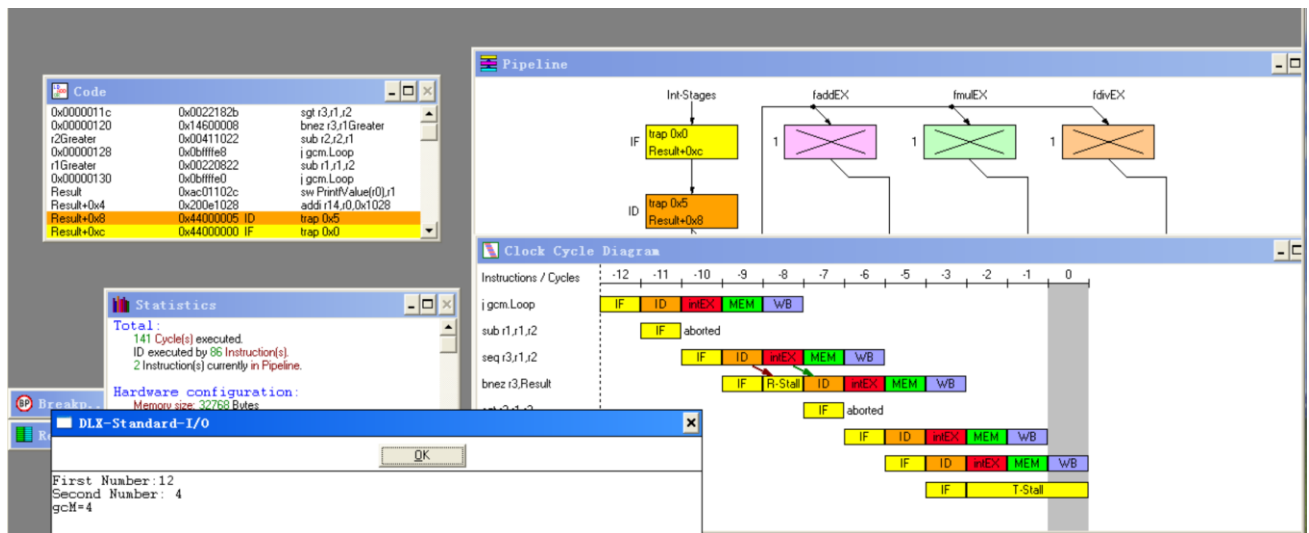 Code
0x0000011c 0x0022182b sgt r3,r1,r2
0x00000120 0x14600008 bnez r3,r1Greater
r2Greater 0x00411022 sub r2,r2,r1
0x00000128 0x0bffffe8 j gcm.Loop
r1Greater 0x00220822 sub r1,r1,r2
0x00000130 0x0bffffe0 j gcm.Loop
Result 0xac01102c sw PrintfValue(r0),r1
Result+0x4 0x200e1028 addi r14,r0,0x1028
Result+0x8 0x44000005 ID trap 0x5
Result+0xc 0x44000000 IF trap 0x0
Pipeline
Int-Stages faddEX fmulEX fdivEX
IF trap 0x0 1 1 1
Result+0xc
ID trap 0x5
Result+0x8
Statistics
Total:
141 Cycle(s) executed.
ID executed by 86 Instruction(s).
2 Instruction(s) currently in Pipeline.
Hardware configuration:
Memory size: 32768 Bytes
Clock Cycle Diagram
Instructions / Cycles -12 -11 -10 -9 -8 -7 -6 -5 -3 -2 -1 0
j gcm.Loop IF ID intEX MEM WB
sub r1,r1,r2 IF aborted
seq r3,r1,r2 IF ID intEX MEM WB
bnez r3,Result IF R-Stall ID intEX MEM WB
IF aborted
IF ID intEX MEM WB
IF ID intEX MEM WB
IF T-Stall
BP Breakp..
DLX-Standard-I/O
OK
First Number:12
Second Number: 4
gcM=4